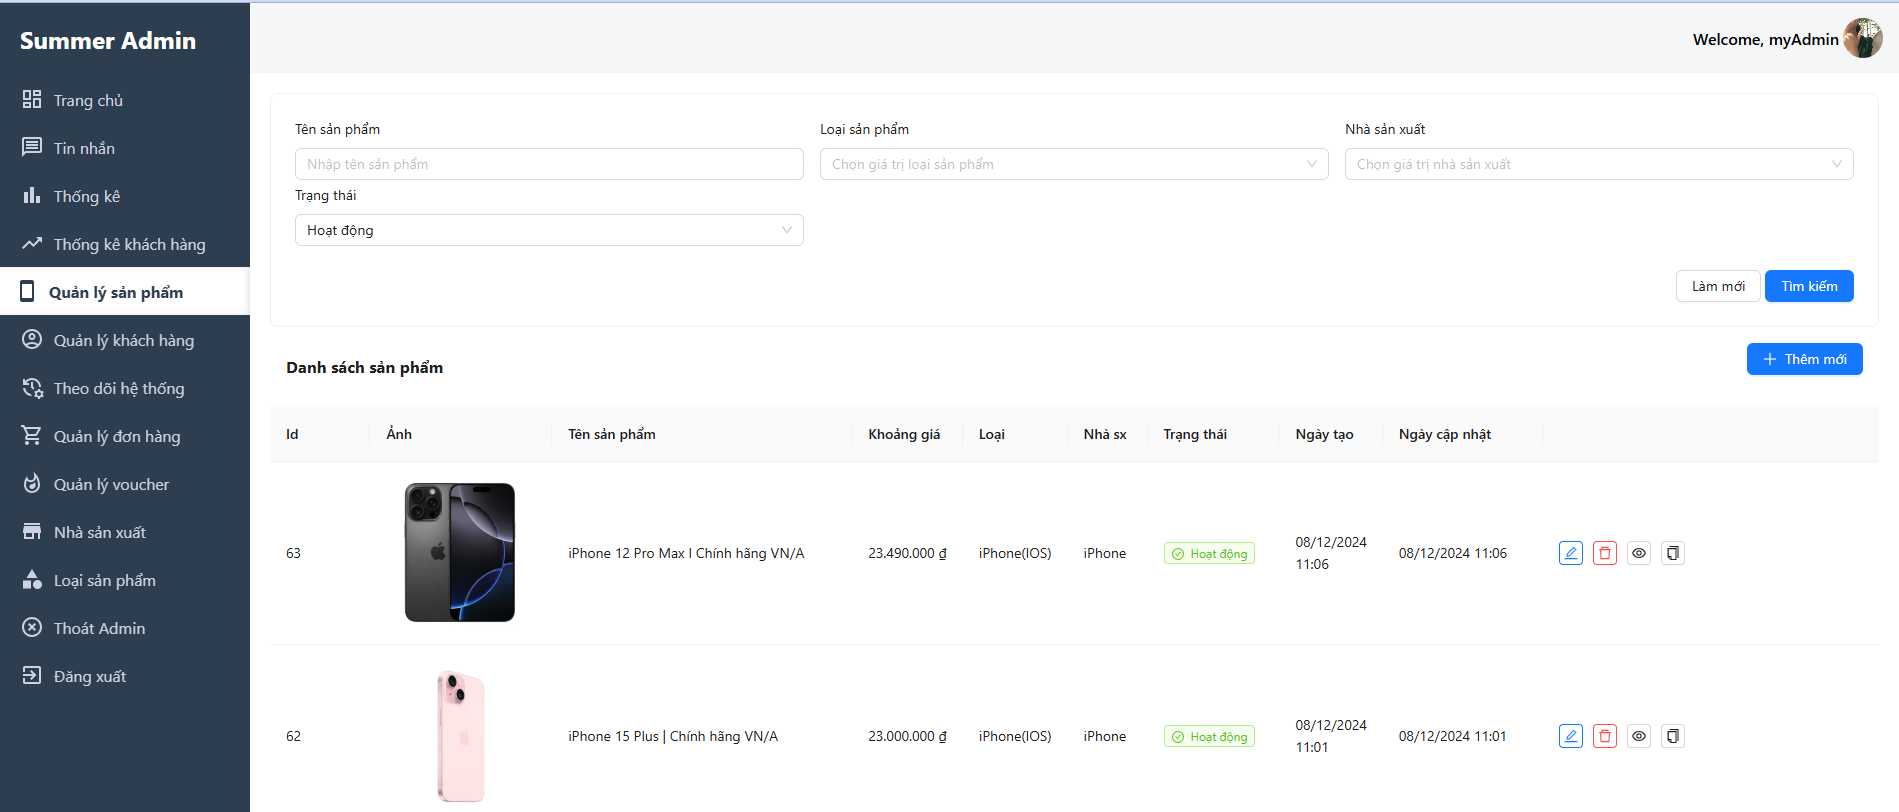 Summer Admin
Welcome, myAdmin
Trang chủ
Tin nhắn
Thống kê
Thống kê khách hàng
Quản lý sản phẩm
Quản lý khách hàng
Theo dõi hệ thống
Quản lý đơn hàng
Quản lý voucher
Nhà sản xuất
Loại sản phẩm
Thoát Admin
Đăng xuất
Tên sản phẩm
Loại sản phẩm
Nhà sản xuất
Nhập tên sản phẩm
Chọn giá trị loại sản phẩm
Chọn giá trị nhà sản xuất
Trạng thái
Hoạt động
Làm mới
Tìm kiếm
Danh sách sản phẩm
Thêm mới
Id
Ảnh
Tên sản phẩm
Khoảng giá
Loại
Nhà sx
Trạng thái
Ngày tạo
Ngày cập nhật
63
iPhone 12 Pro Max I Chính hãng VN/A
23.490.000 ₫
iPhone(IOS)
iPhone
Hoạt động
08/12/2024
11:06
08/12/2024 11:06
62
iPhone 15 Plus | Chính hãng VN/A
23.000.000 ₫
iPhone(IOS)
iPhone
Hoạt động
08/12/2024
11:01
08/12/2024 11:01